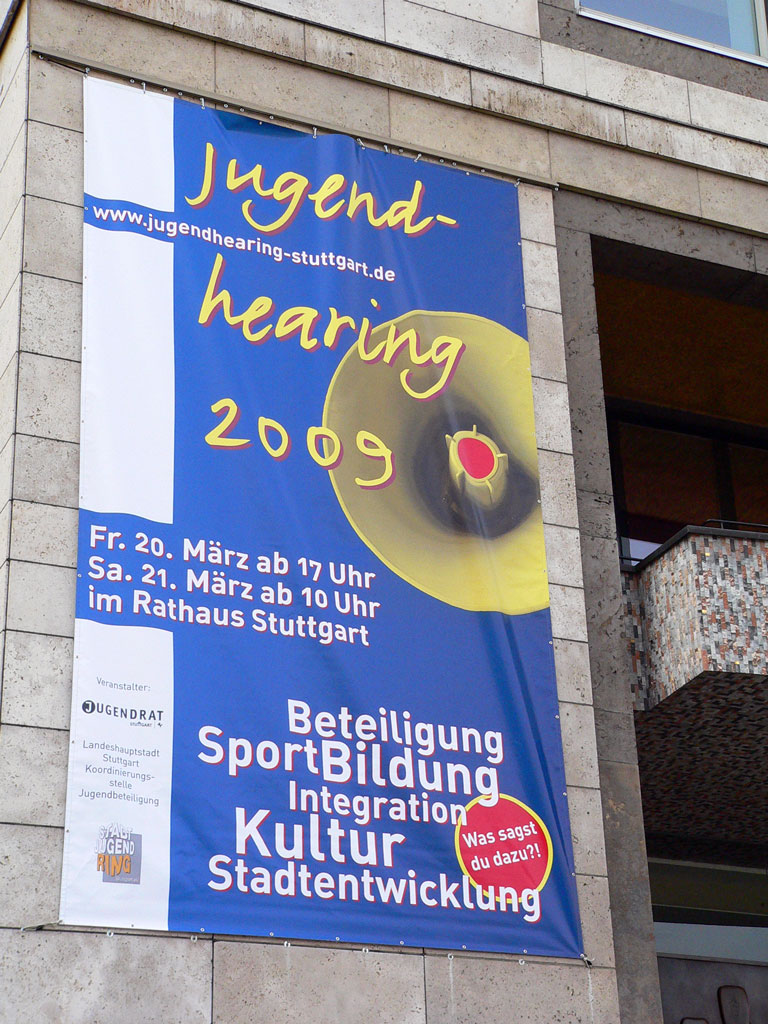 Jugend-
www.jugendhearing-stuttgart.de
hearing
2009
Fr. 20. März ab 17 Uhr
Sa. 21. März ab 10 Uhr
im Rathaus Stuttgart
Veranstalter:
JUGENDRAT
STUTTGART
Landeshauptstadt
Stuttgart
Koordinierungs-
stelle
Jugendbeteiligung
STADT
JUGEND
RING
Beteiligung
SportBildung
Integration
Kultur
Stadtentwicklung
Was sagst
du dazu?!